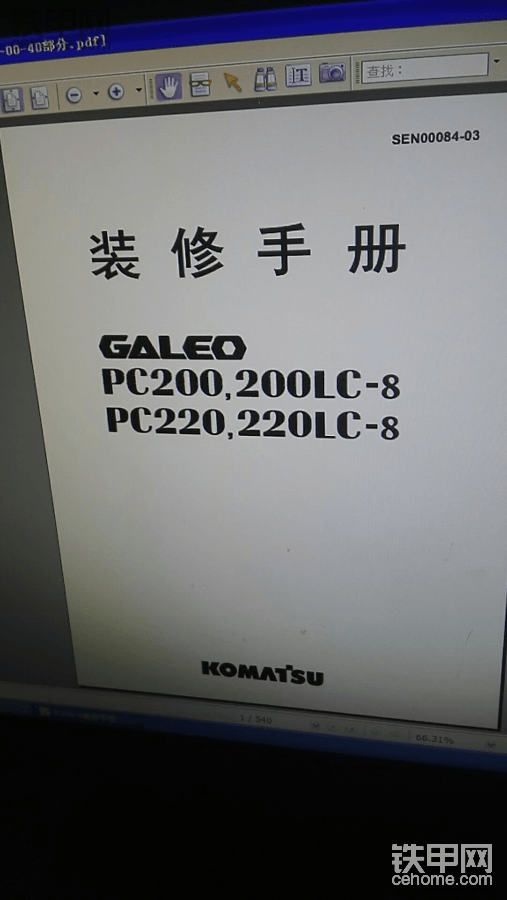 -00-40部分.pdf]
查找：
SEN00084-03
装修手册
GALEO
PC200,200LC-8
PC220,220LC-8
KOMATSU
1 / 540
66.31%
铁甲网
cehome.com